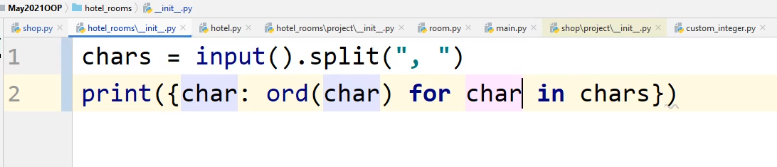 May2021OOP hotel_rooms __init__.py
shop.py hotel_rooms\__init__.py hotel.py hotel_rooms\project\__init__.py room.py main.py shop\project\__init__.py custom_integer.py
1 chars = input().split(", ")
2 print({char: ord(char) for char in chars})